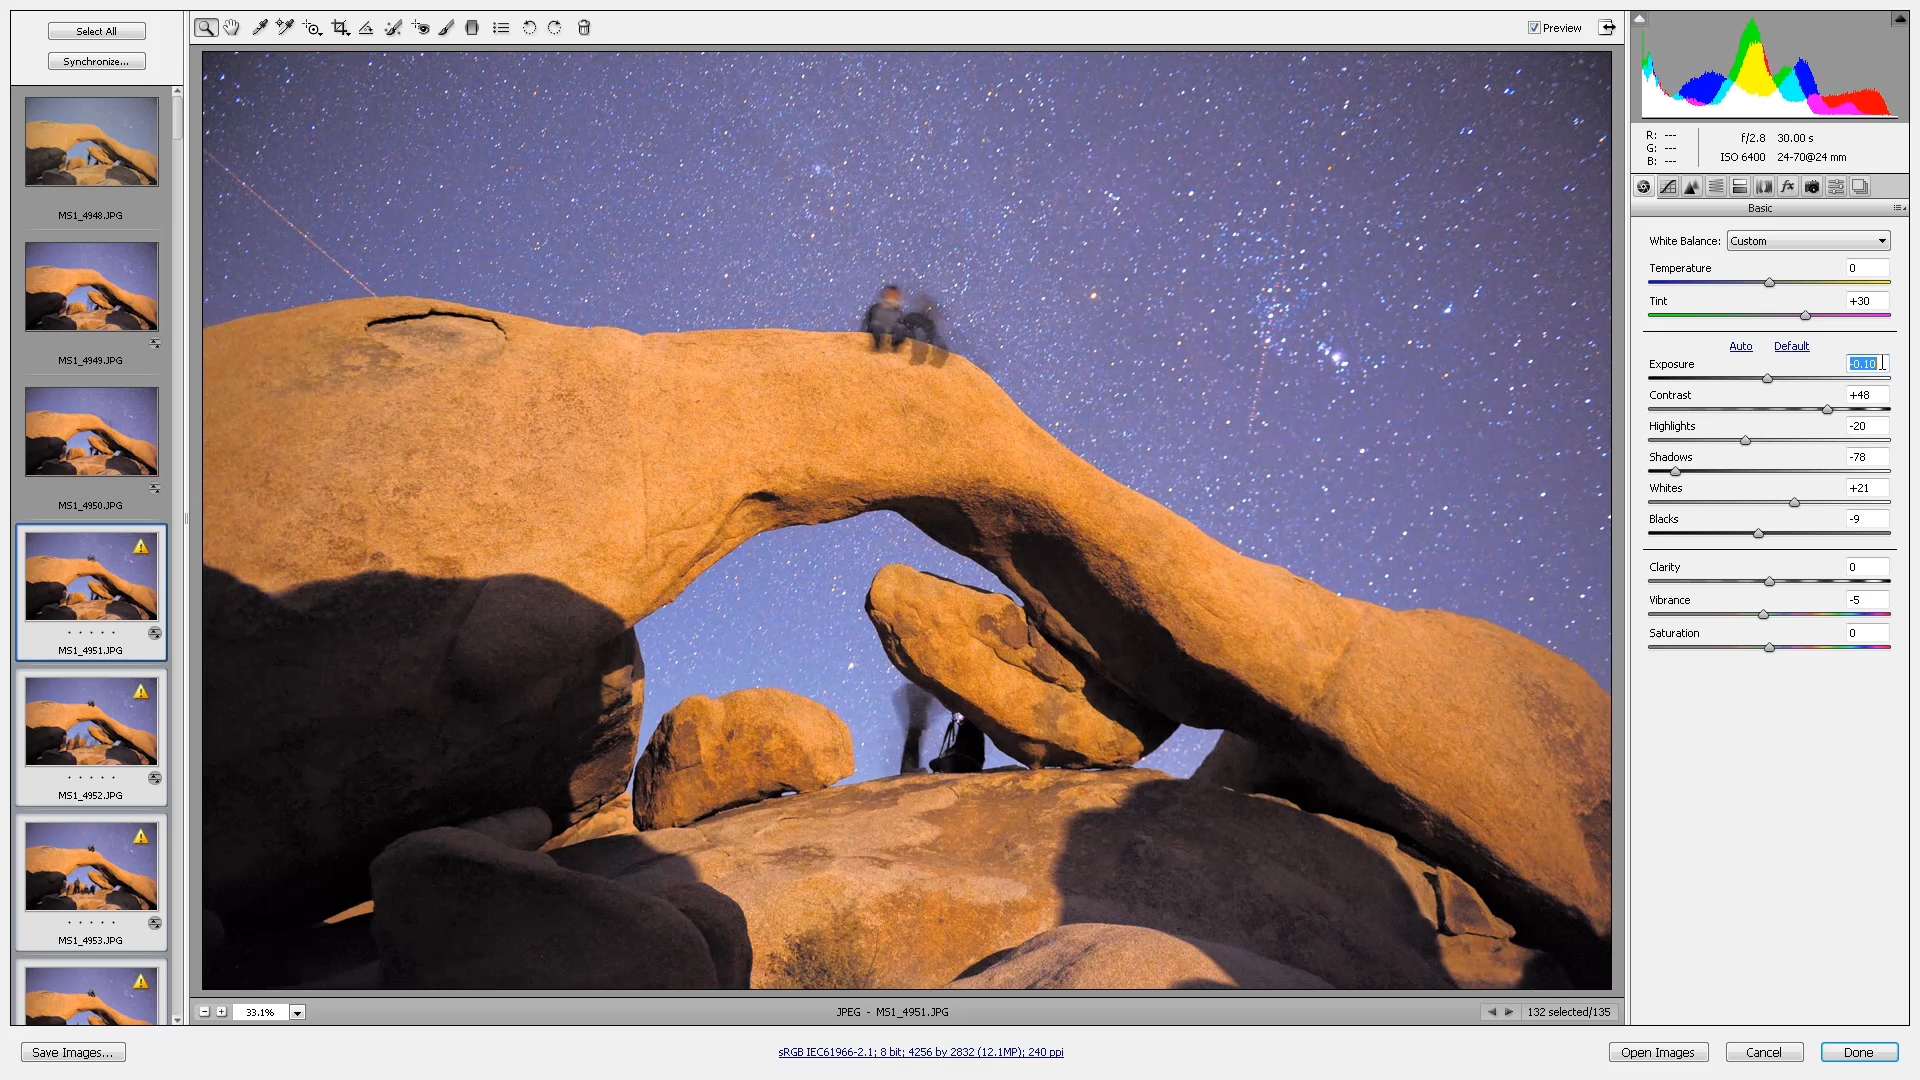 Select All
Synchronize...
MS1_4948.JPG
MS1_4949.JPG
MS1_4950.JPG
MS1_4951.JPG
MS1_4952.JPG
MS1_4953.JPG
Preview
R: ---
G: ---
B: ---
f/2.8 30.00 s
ISO 6400 24-70@24 mm
fx
Basic
White Balance: Custom
Temperature 0
Tint +30
Auto Default
Exposure -0.10
Contrast +48
Highlights -20
Shadows -78
Whites +21
Blacks -9
Clarity 0
Vibrance -5
Saturation 0
33.1%
JPEG - MS1_4951.JPG
132 selected/135
Save Images...
sRGB IEC61966-2.1; 8 bit; 4256 by 2832 (12.1MP); 240 ppi
Open Images
Cancel
Done